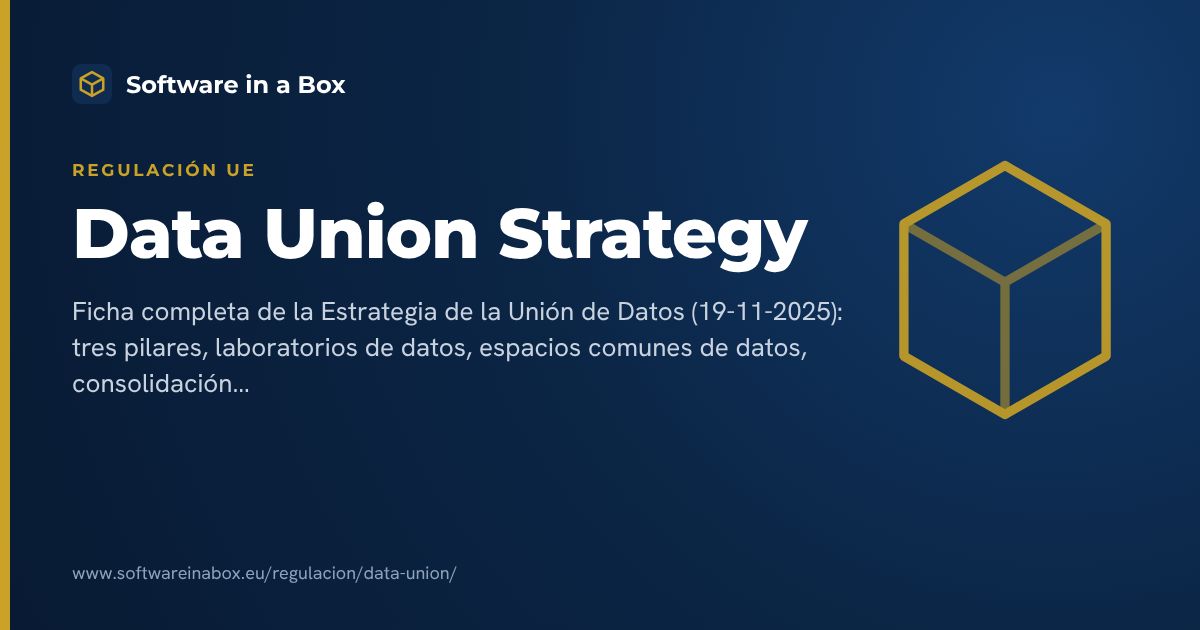 Software in a Box
REGULACIÓN UE
Data Union Strategy
Ficha completa de la Estrategia de la Unión de Datos (19-11-2025):
tres pilares, laboratorios de datos, espacios comunes de datos,
consolidación...
www.softwareinabox.eu/regulacion/data-union/